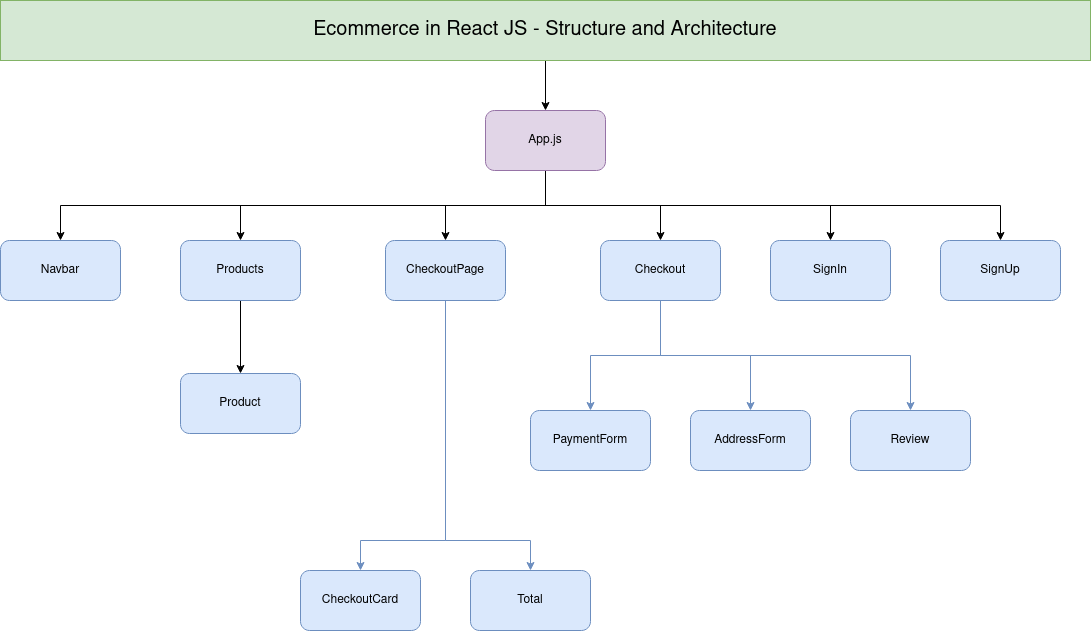 Ecommerce in React JS - Structure and Architecture
App.js
Navbar
Products
CheckoutPage
Checkout
SignIn
SignUp
Product
PaymentForm
AddressForm
Review
CheckoutCard
Total